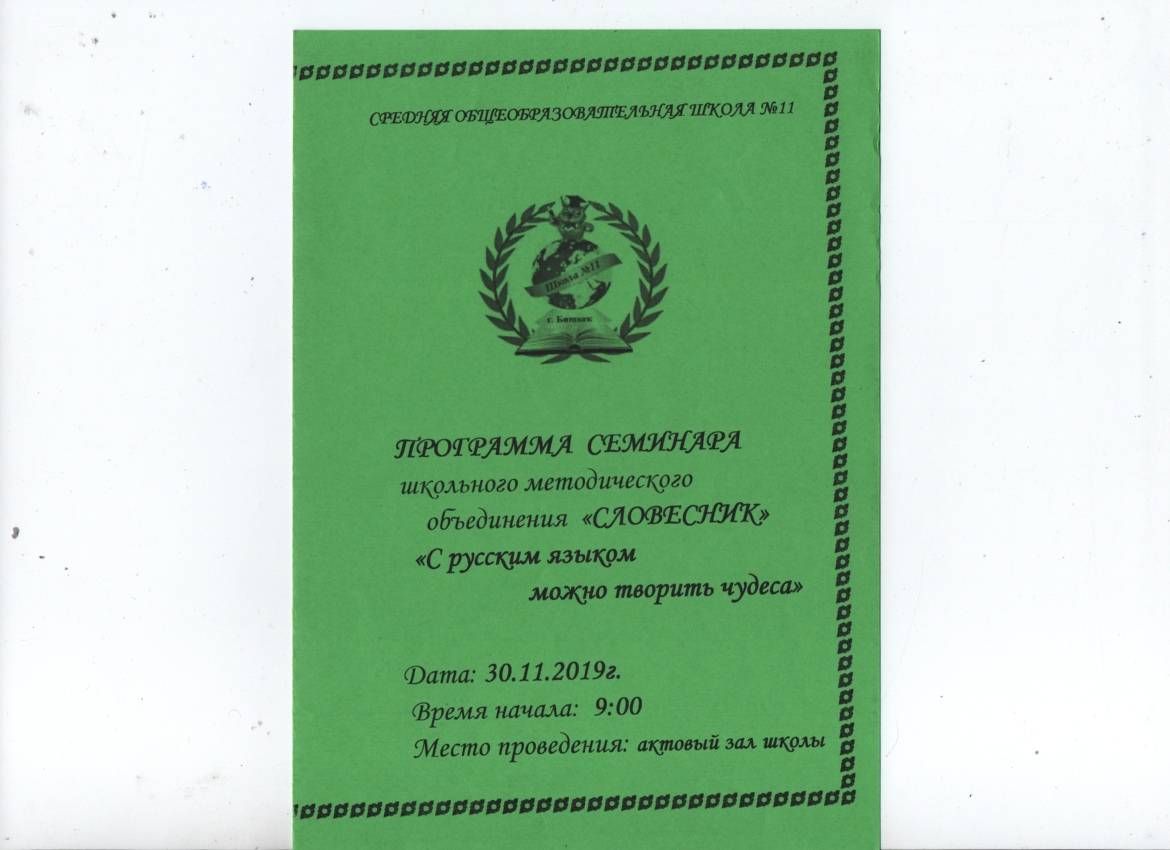 СРЕДНЯЯ ОБЩЕОБРАЗОВАТЕЛЬНАЯ ШКОЛА №11
Школа №11
г. Бишкек
ПРОГРАММА СЕМИНАРА
школьного методического
объединения «СЛОВЕСНИК»
«С русским языком
можно творить чудеса»
Дата: 30.11.2019г.
Время начала: 9:00
Место проведения: актовый зал школы